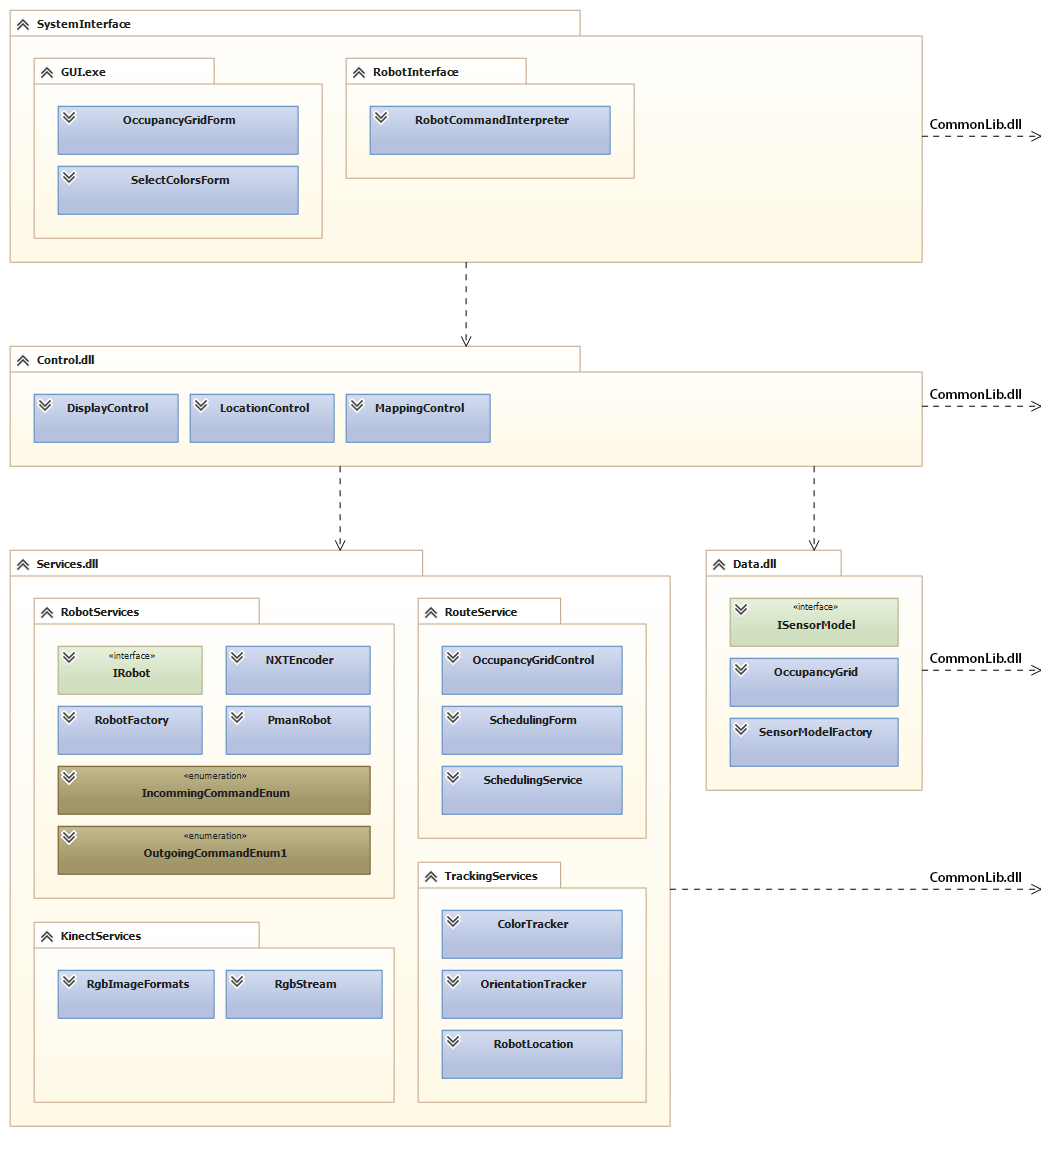 SystemInterface
GUI.exe
RobotInterface
OccupancyGridForm
RobotCommandInterpreter
SelectColorsForm
CommonLib.dll
Control.dll
DisplayControl
LocationControl
MappingControl
CommonLib.dll
Services.dll
RobotServices
«interface»
IRobot
NXTEncoder
RobotFactory
PmanRobot
«enumeration»
IncommingCommandEnum
«enumeration»
OutgoingCommandEnum1
RouteService
OccupancyGridControl
SchedulingForm
SchedulingService
KinectServices
RgbImageFormats
RgbStream
TrackingServices
ColorTracker
OrientationTracker
RobotLocation
CommonLib.dll
Data.dll
«interface»
ISensorModel
OccupancyGrid
SensorModelFactory
CommonLib.dll